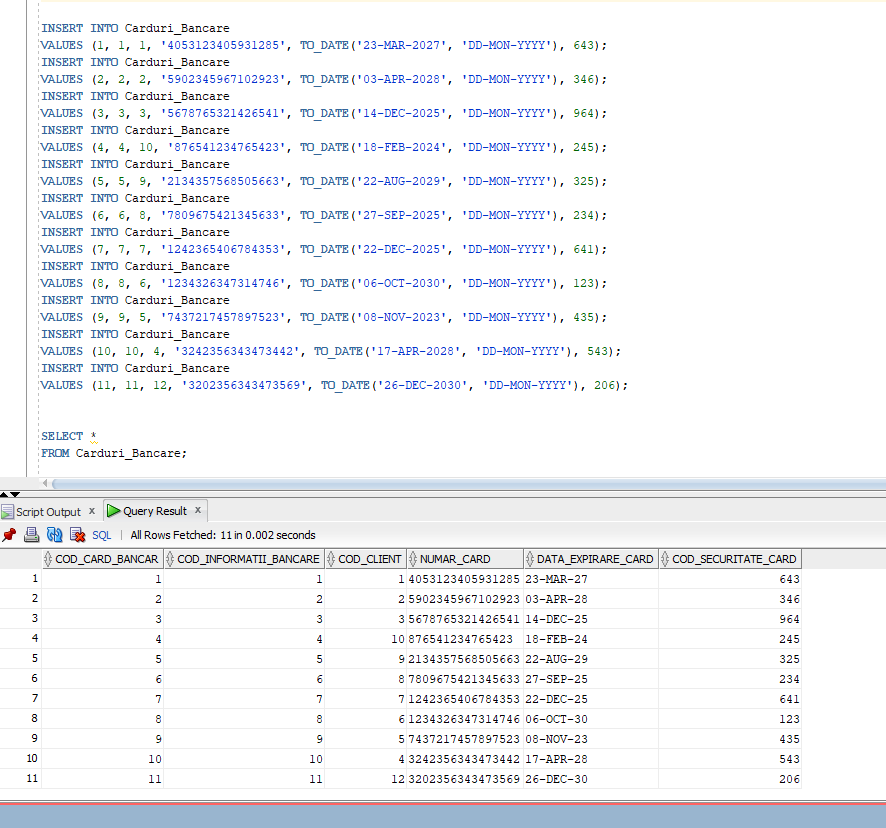 INSERT INTO Carduri_Bancare
VALUES (1, 1, 1, '4053123405931285', TO_DATE('23-MAR-2027', 'DD-MON-YYYY'), 643);
INSERT INTO Carduri_Bancare
VALUES (2, 2, 2, '5902345967102923', TO_DATE('03-APR-2028', 'DD-MON-YYYY'), 346);
INSERT INTO Carduri_Bancare
VALUES (3, 3, 3, '5678765321426541', TO_DATE('14-DEC-2025', 'DD-MON-YYYY'), 964);
INSERT INTO Carduri_Bancare
VALUES (4, 4, 10, '876541234765423', TO_DATE('18-FEB-2024', 'DD-MON-YYYY'), 245);
INSERT INTO Carduri_Bancare
VALUES (5, 5, 9, '2134357568505663', TO_DATE('22-AUG-2029', 'DD-MON-YYYY'), 325);
INSERT INTO Carduri_Bancare
VALUES (6, 6, 8, '7809675421345633', TO_DATE('27-SEP-2025', 'DD-MON-YYYY'), 234);
INSERT INTO Carduri_Bancare
VALUES (7, 7, 7, '1242365406784353', TO_DATE('22-DEC-2025', 'DD-MON-YYYY'), 641);
INSERT INTO Carduri_Bancare
VALUES (8, 8, 6, '1234326347314746', TO_DATE('06-OCT-2030', 'DD-MON-YYYY'), 123);
INSERT INTO Carduri_Bancare
VALUES (9, 9, 5, '7437217457897523', TO_DATE('08-NOV-2023', 'DD-MON-YYYY'), 435);
INSERT INTO Carduri_Bancare
VALUES (10, 10, 4, '3242356343473442', TO_DATE('17-APR-2028', 'DD-MON-YYYY'), 543);
INSERT INTO Carduri_Bancare
VALUES (11, 11, 12, '3202356343473569', TO_DATE('26-DEC-2030', 'DD-MON-YYYY'), 206);
SELECT *
FROM Carduri_Bancare;
Script Output x Query Result x
SQL | All Rows Fetched: 11 in 0.002 seconds
COD_CARD_BANCAR COD_INFORMATII_BANCARE COD_CLIENT NUMAR_CARD DATA_EXPIRARE_CARD COD_SECURITATE_CARD
1 1 1 1 4053123405931285 23-MAR-27 643
2 2 2 2 5902345967102923 03-APR-28 346
3 3 3 3 5678765321426541 14-DEC-25 964
4 4 4 10 876541234765423 18-FEB-24 245
5 5 5 9 2134357568505663 22-AUG-29 325
6 6 6 8 7809675421345633 27-SEP-25 234
7 7 7 7 1242365406784353 22-DEC-25 641
8 8 8 6 1234326347314746 06-OCT-30 123
9 9 9 5 7437217457897523 08-NOV-23 435
10 10 10 4 3242356343473442 17-APR-28 543
11 11 11 12 3202356343473569 26-DEC-30 206